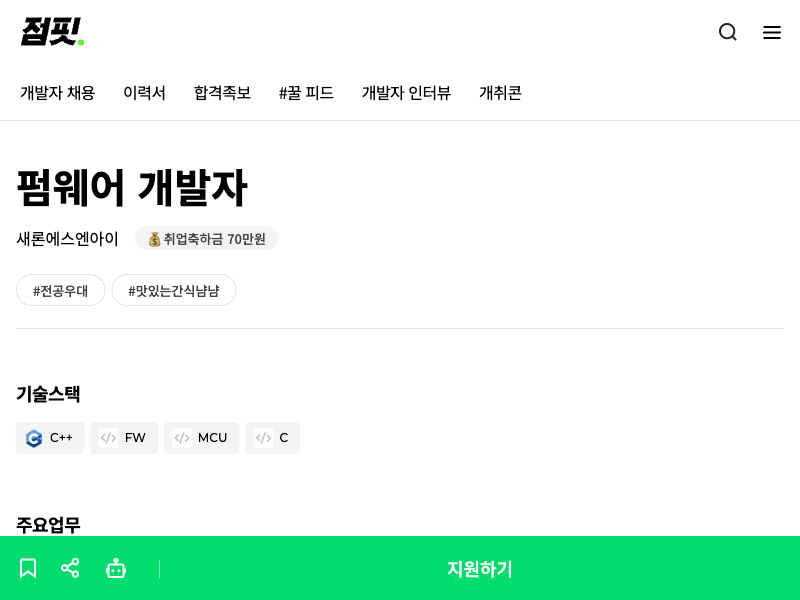 점핏.
개발자 채용 이력서 합격족보 #꿀 피드 개발자 인터뷰 개취콘
펌웨어 개발자
새론에스엔아이 💰취업축하금 70만원
#전공우대 #맛있는간식냠냠
기술스택
C++ FW MCU C
주요업무
지원하기